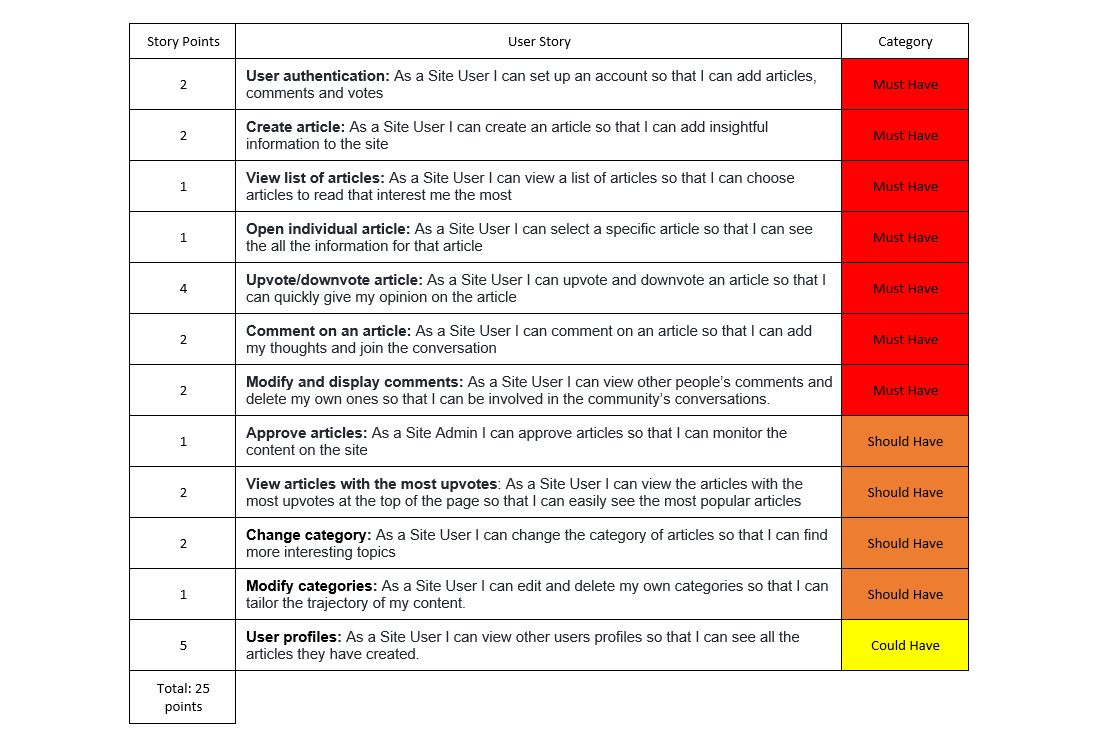 Story Points User Story Category
2 User authentication: As a Site User I can set up an account so that I can add articles, Must Have
comments and votes
2 Create article: As a Site User I can create an article so that I can add insightful Must Have
information to the site
1 View list of articles: As a Site User I can view a list of articles so that I can choose Must Have
articles to read that interest me the most
1 Open individual article: As a Site User I can select a specific article so that I can see Must Have
the all the information for that article
4 Upvote/downvote article: As a Site User I can upvote and downvote an article so that I Must Have
can quickly give my opinion on the article
2 Comment on an article: As a Site User I can comment on an article so that I can add Must Have
my thoughts and join the conversation
2 Modify and display comments: As a Site User I can view other people’s comments and Must Have
delete my own ones so that I can be involved in the community’s conversations.
1 Approve articles: As a Site Admin I can approve articles so that I can monitor the Should Have
content on the site
2 View articles with the most upvotes: As a Site User I can view the articles with the Should Have
most upvotes at the top of the page so that I can easily see the most popular articles
2 Change category: As a Site User I can change the category of articles so that I can find Should Have
more interesting topics
1 Modify categories: As a Site User I can edit and delete my own categories so that I can Should Have
tailor the trajectory of my content.
5 User profiles: As a Site User I can view other users profiles so that I can see all the Could Have
articles they have created.
Total: 25
points